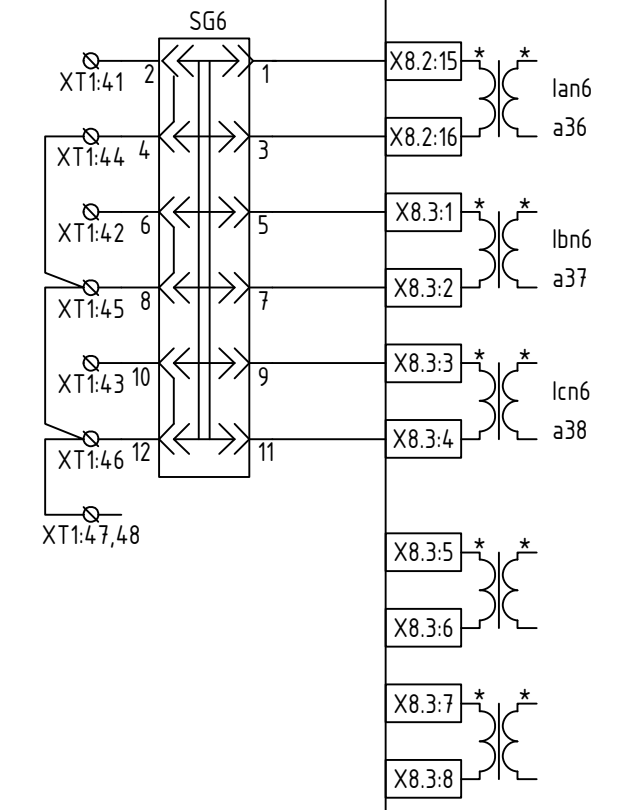 SG6
2 1 X8.2:15 * *
XT1:41
Ian6
4 3 X8.2:16
a36
XT1:44
6 5 X8.3:1 * *
XT1:42
Ibn6
8 7 X8.3:2
a37
XT1:45
10 9 X8.3:3 * *
XT1:43
Icn6
12 11 X8.3:4
a38
XT1:46
XT1:47,48
X8.3:5 * *
X8.3:6
X8.3:7 * *
X8.3:8